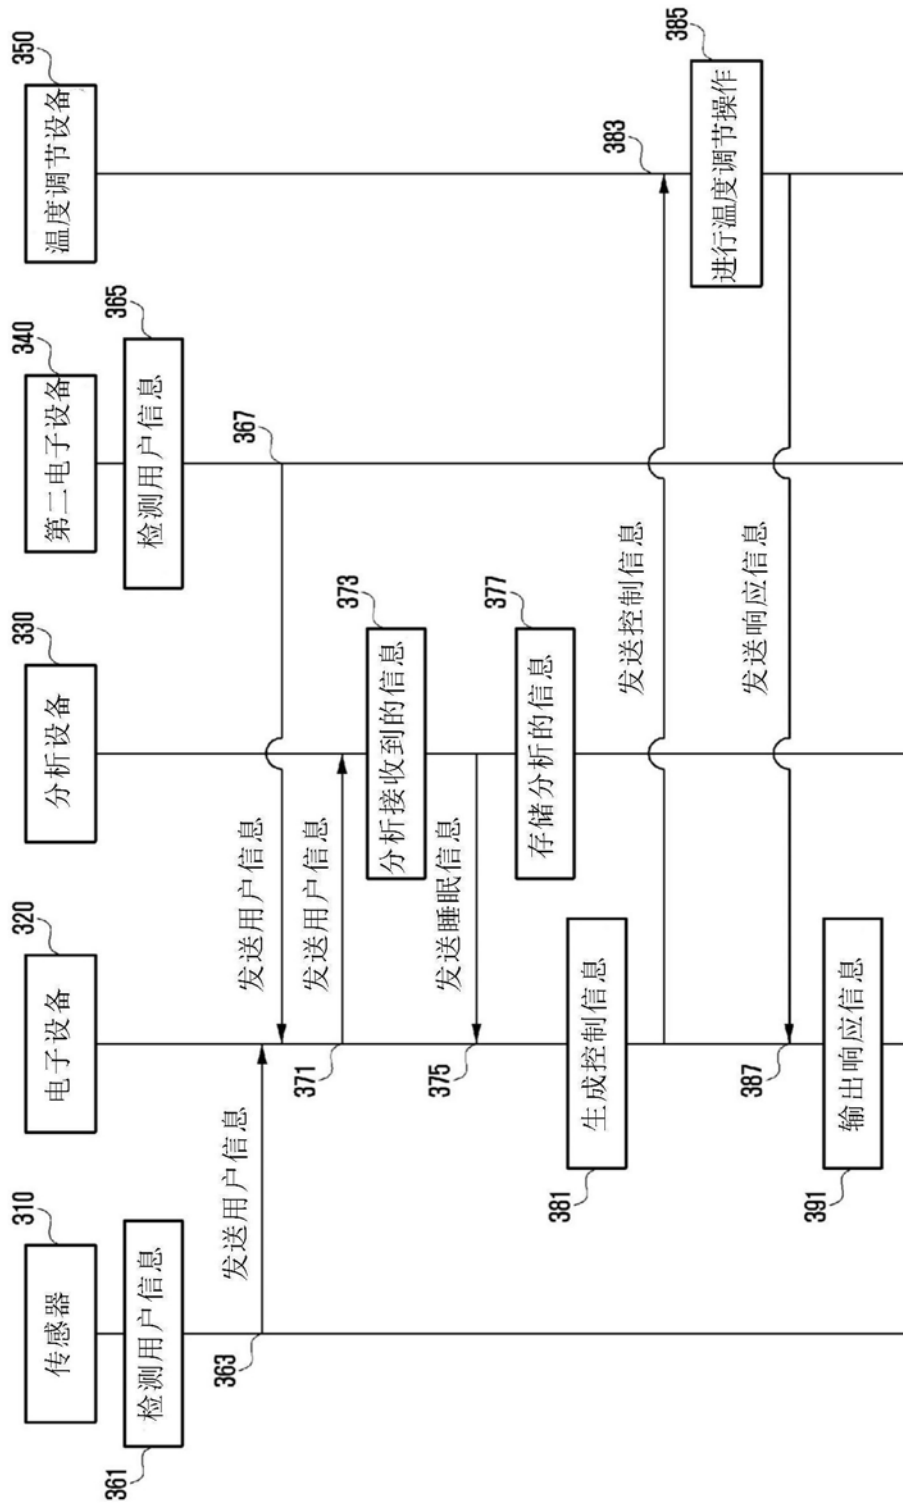 310
传感器
320
电子设备
330
分析设备
340
第二电子设备
350
温度调节设备
361
检测用户信息
检测用户信息
365
363
发送用户信息
发送用户信息
367
371
发送用户信息
分析接收到的信息
373
375
发送睡眠信息
存储分析的信息
377
381
生成控制信息
发送控制信息
383
进行温度调节操作
385
387
发送响应信息
391
输出响应信息